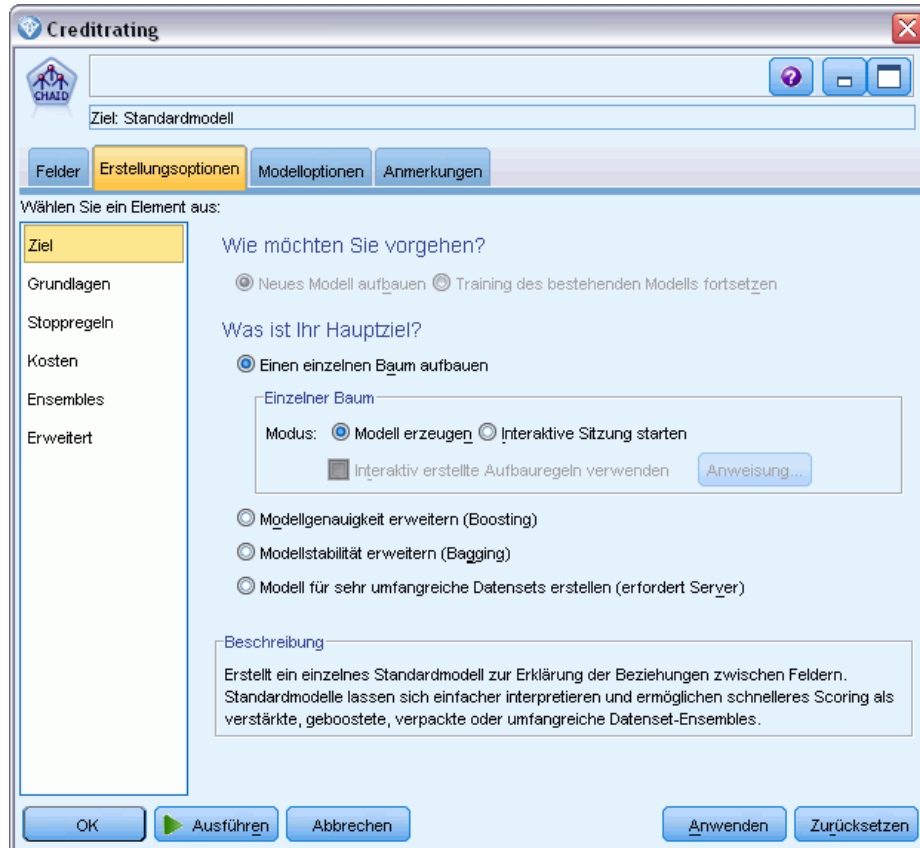 Creditrating
CHAID
Ziel: Standardmodell
Felder
Erstellungsoptionen
Modelloptionen
Anmerkungen
Wählen Sie ein Element aus:
Ziel
Grundlagen
Stoppregeln
Kosten
Ensembles
Erweitert
Wie möchten Sie vorgehen?
Neues Modell aufbauen Training des bestehenden Modells fortsetzen
Was ist Ihr Hauptziel?
Einen einzelnen Baum aufbauen
Einzelner Baum
Modus: Modell erzeugen Interaktive Sitzung starten
Interaktiv erstellte Aufbauregeln verwenden Anweisung...
Modellgenauigkeit erweitern (Boosting)
Modellstabilität erweitern (Bagging)
Modell für sehr umfangreiche Datensets erstellen (erfordert Server)
Beschreibung
Erstellt ein einzelnes Standardmodell zur Erklärung der Beziehungen zwischen Feldern.
Standardmodelle lassen sich einfacher interpretieren und ermöglichen schnelleres Scoring als
verstärkte, geboostete, verpackte oder umfangreiche Datenset-Ensembles.
OK Ausführen Abbrechen Anwenden Zurücksetzen